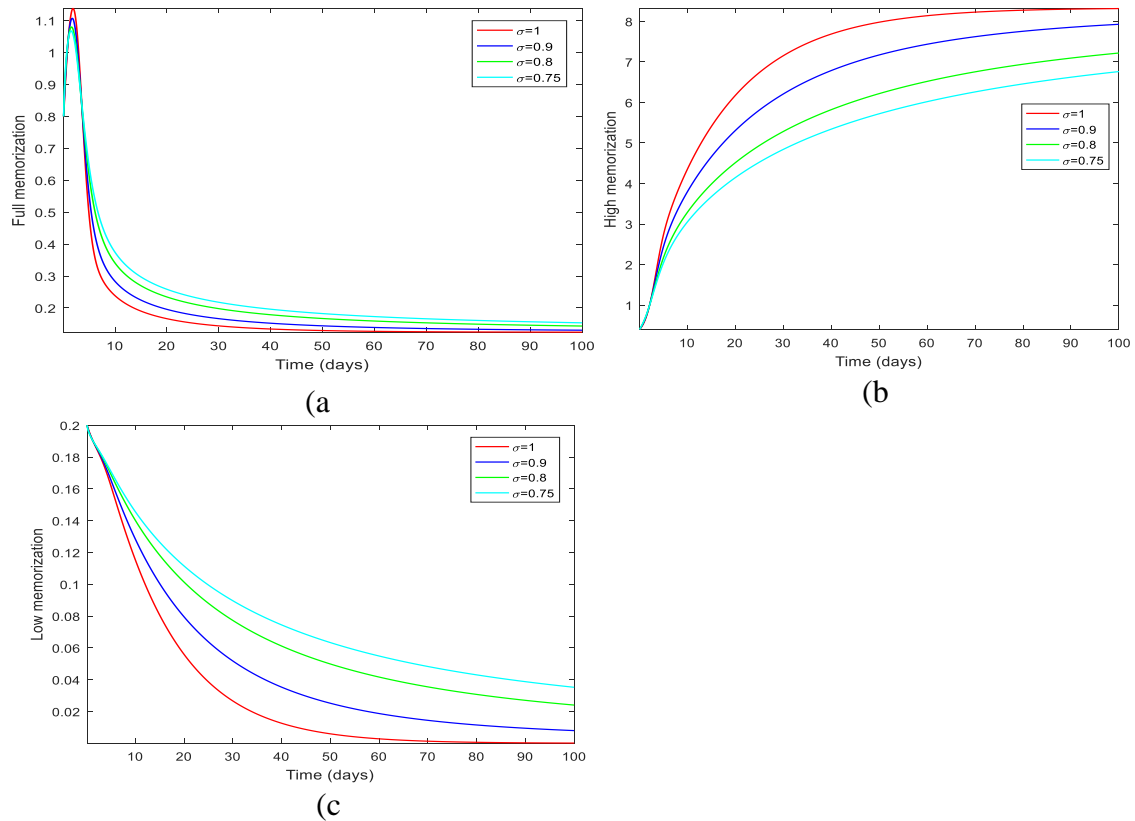 1.1
1
0.9
0.8
0.7
0.6
0.5
0.4
0.3
0.2
Full memorization
10 20 30 40 50 60 70 80 90 100
Time (days)
σ=1
σ=0.9
σ=0.8
σ=0.75
(a
8
7
6
5
4
3
2
1
High memorization
10 20 30 40 50 60 70 80 90 100
Time (days)
σ=1
σ=0.9
σ=0.8
σ=0.75
(b
0.2
0.18
0.16
0.14
0.12
0.1
0.08
0.06
0.04
0.02
Low memorization
10 20 30 40 50 60 70 80 90 100
Time (days)
σ=1
σ=0.9
σ=0.8
σ=0.75
(c